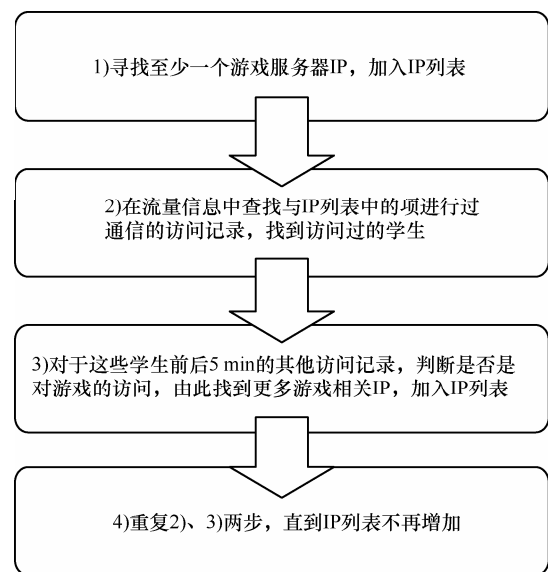 1)寻找至少一个游戏服务器IP，加入IP列表
2)在流量信息中查找与IP列表中的项进行过
通信的访问记录，找到访问过的学生
3)对于这些学生前后5 min的其他访问记录，判断是否是
对游戏的访问，由此找到更多游戏相关IP，加入IP列表
4)重复2)、3)两步，直到IP列表不再增加